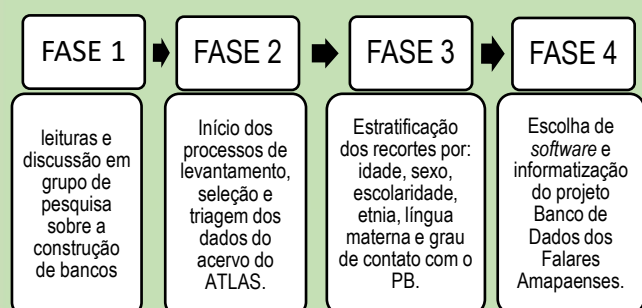 FASE 1
FASE 2
FASE 3
FASE 4
leituras e
discussão em
grupo de
pesquisa
sobre a
construção
de bancos
Início dos
processos de
levantamento,
seleção e
triagem dos
dados do
acervo do
ATLAS.
Estratificação
dos recortes por:
idade, sexo,
escolaridade,
etnia, língua
materna e grau
de contato com o
PB.
Escolha de
software e
informatização
do projeto
Banco de
Dados dos
Falares
Amapaenses.